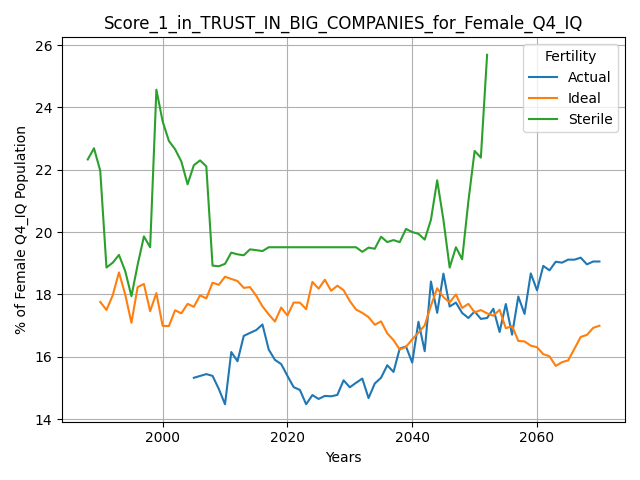 Score_1_in_TRUST_IN_BIG_COMPANIES_for_Female_Q4_IQ
% of Female Q4_IQ Population
26
24
22
20
18
16
14
Fertility
Actual
Ideal
Sterile
2000 2020 2040 2060
Years